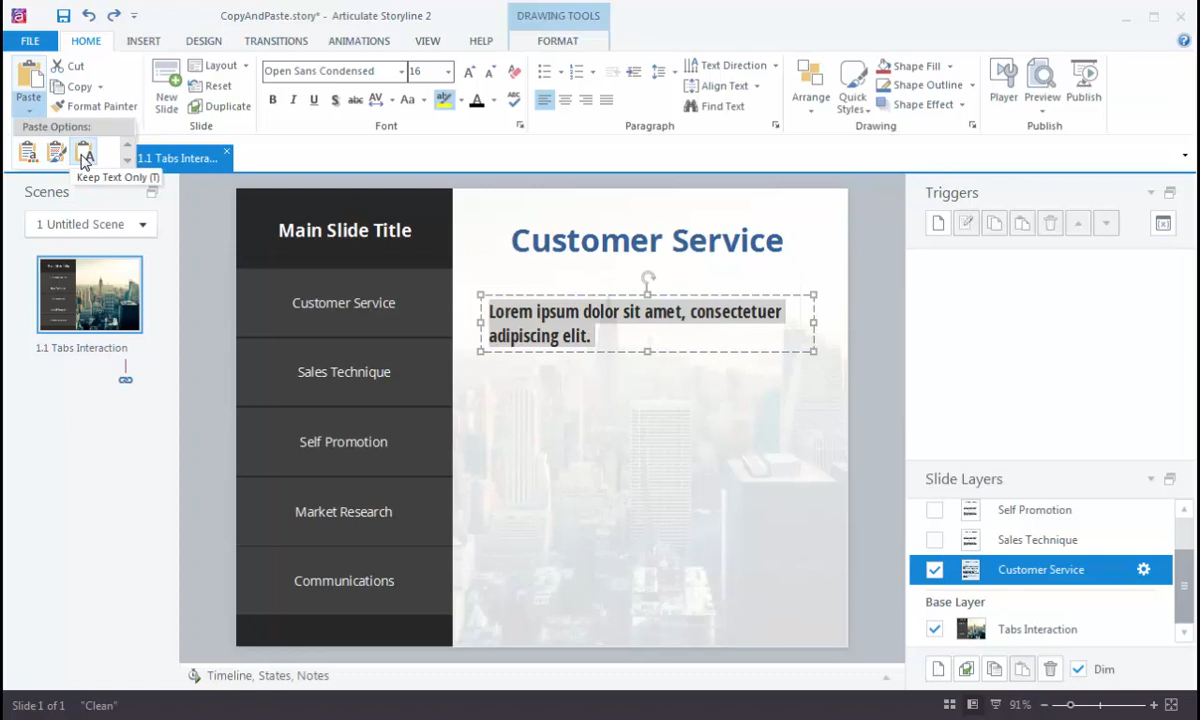 CopyAndPaste.story* - Articulate Storyline 2
DRAWING TOOLS
FILE
HOME
INSERT
DESIGN
TRANSITIONS
ANIMATIONS
VIEW
HELP
FORMAT
Paste
Cut
Copy
Format Painter
New Slide
Layout
Reset
Duplicate
Slide
Open Sans Condensed
16
Font
Paragraph
Text Direction
Align Text
Find Text
Arrange
Quick Styles
Shape Fill
Shape Outline
Shape Effect
Drawing
Player
Preview
Publish
Publish
Paste Options:
Keep Text Only (T)
1.1 Tabs Intera...
Scenes
1 Untitled Scene
1.1 Tabs Interaction
Main Slide Title
Customer Service
Sales Technique
Self Promotion
Market Research
Communications
Customer Service
Lorem ipsum dolor sit amet, consectetuer
adipiscing elit.
Timeline, States, Notes
Triggers
Slide Layers
Self Promotion
Sales Technique
Customer Service
Base Layer
Tabs Interaction
Dim
Slide 1 of 1
"Clean"
91%